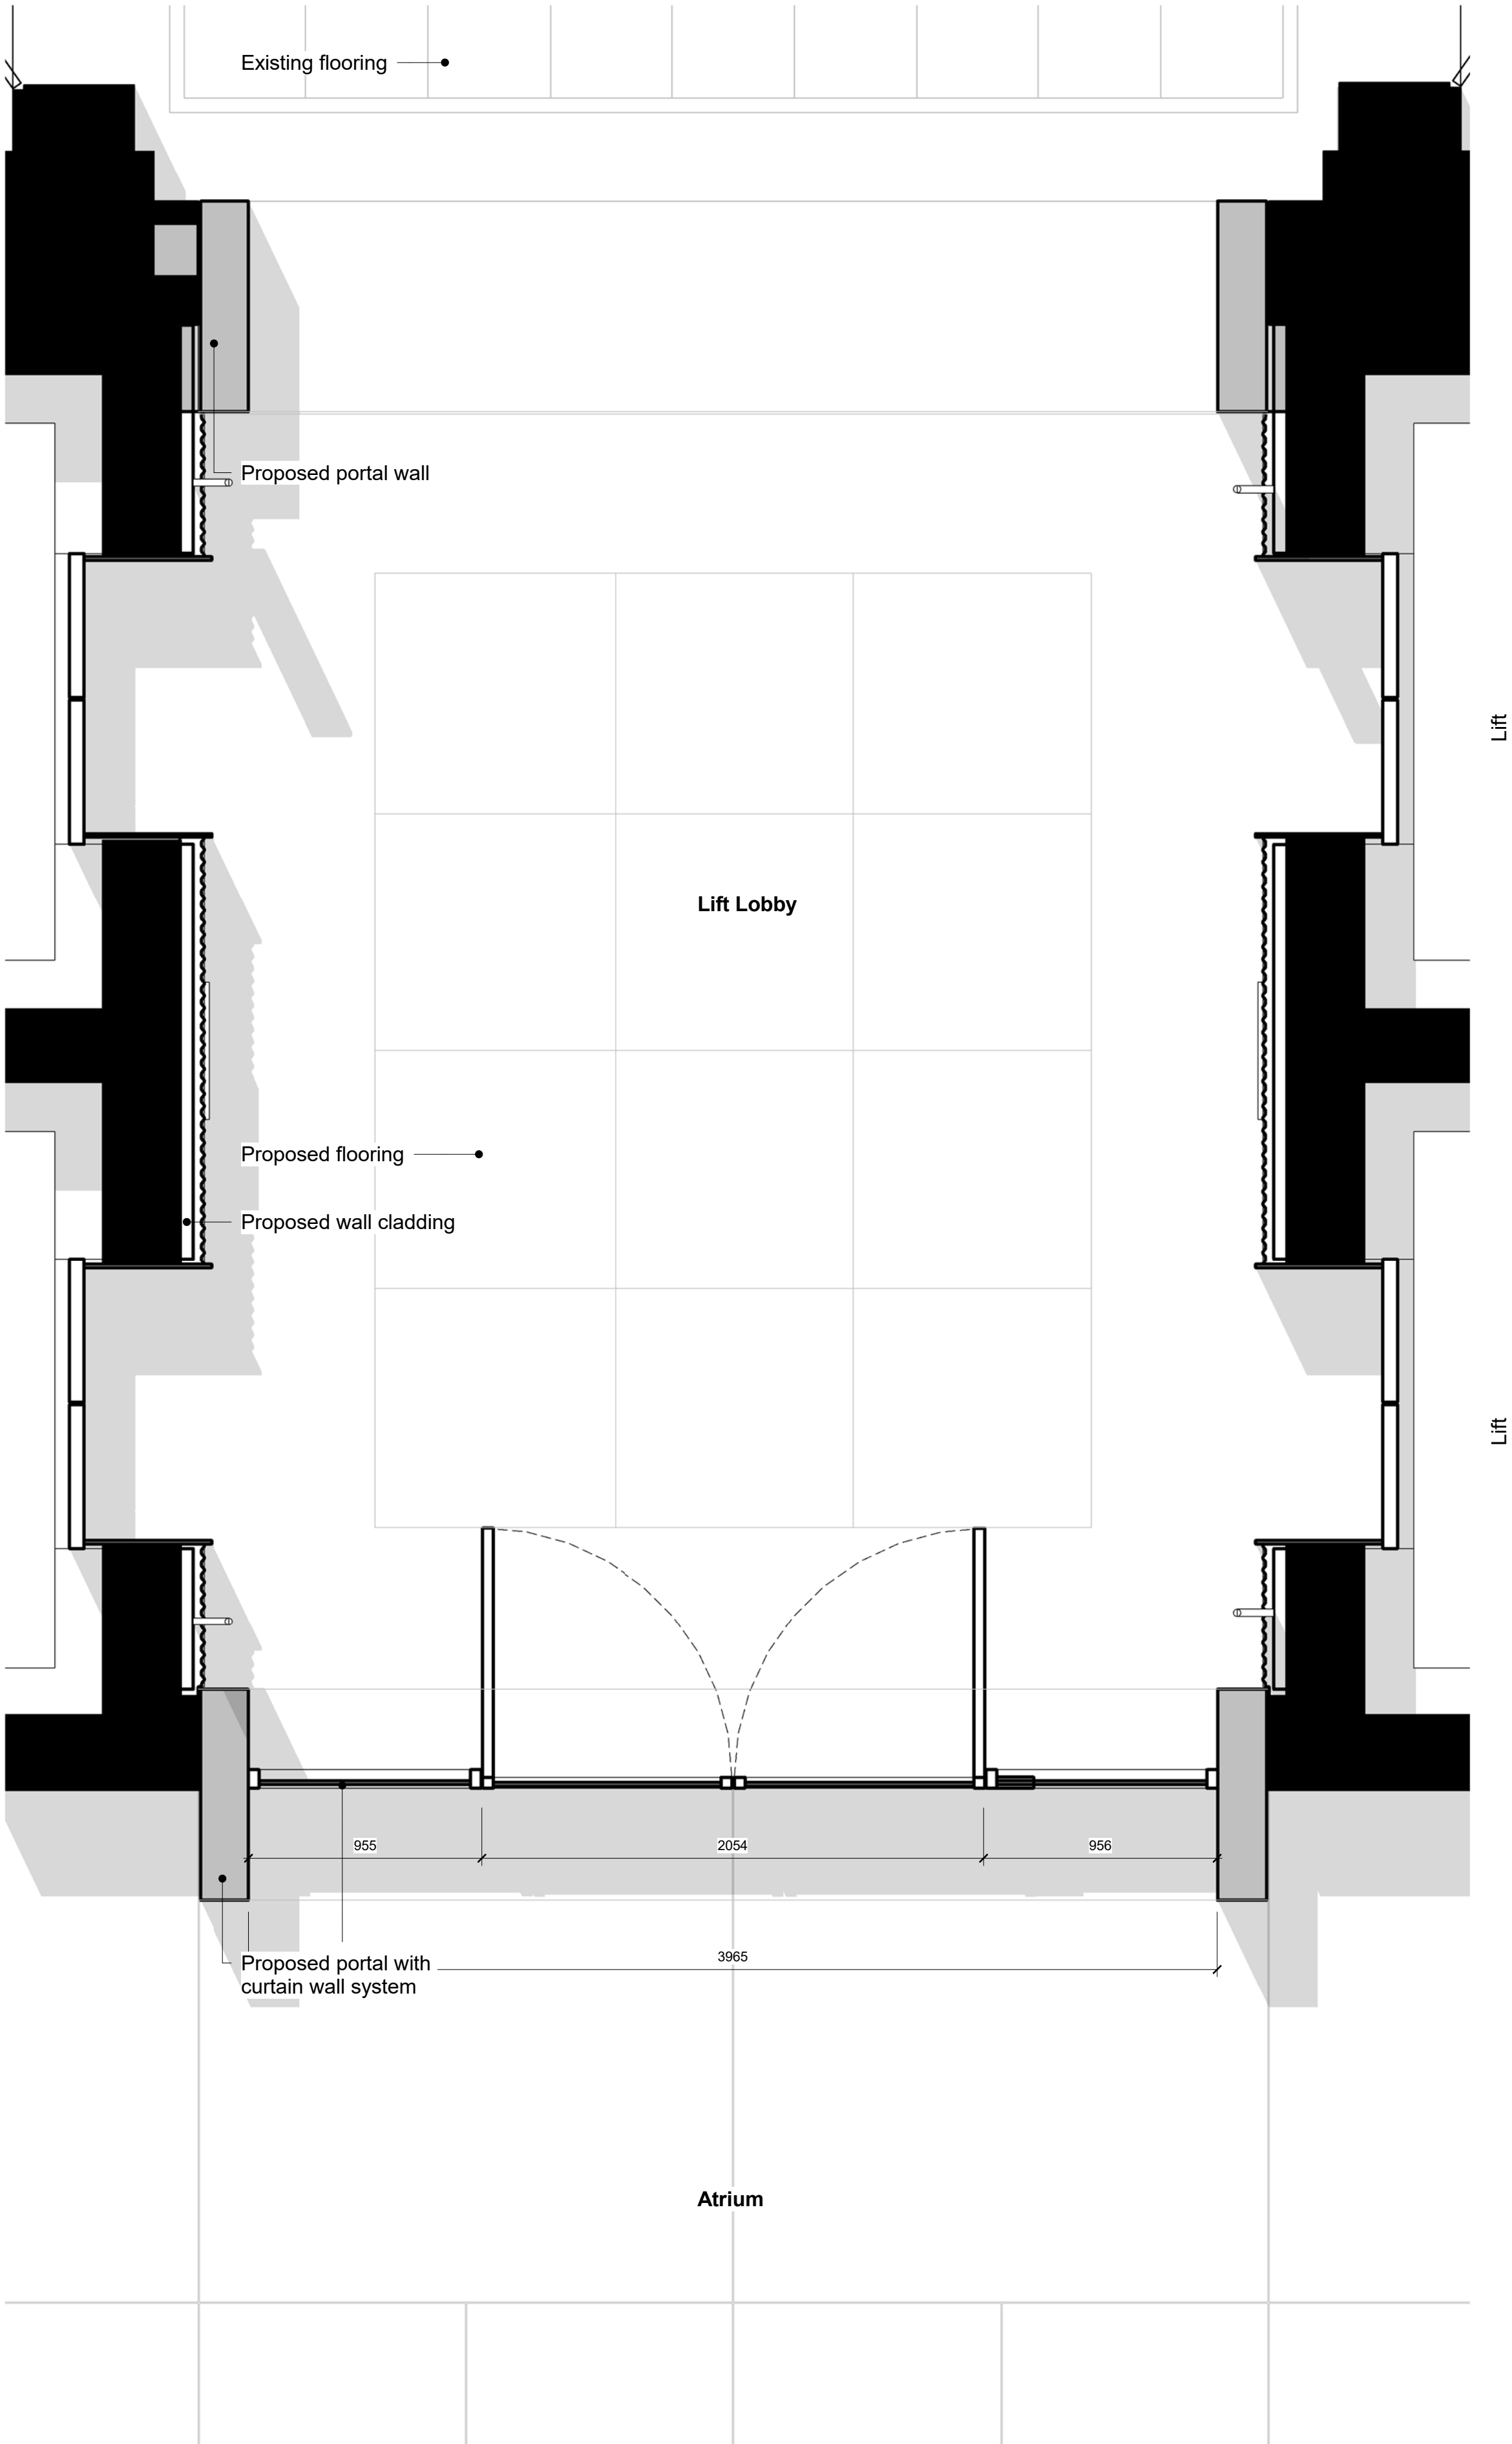 Existing flooring
Proposed portal wall
Lift
Lift Lobby
Proposed flooring
Proposed wall cladding
Lift
955
2054
956
3965
Proposed portal with
curtain wall system
Atrium